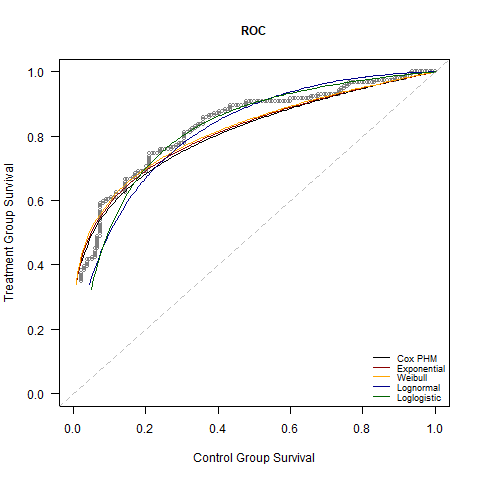 ROC
Treatment Group Survival
1.0
0.8
0.6
0.4
0.2
0.0
Cox PHM
Exponential
Weibull
Lognormal
Loglogistic
0.0 0.2 0.4 0.6 0.8 1.0
Control Group Survival